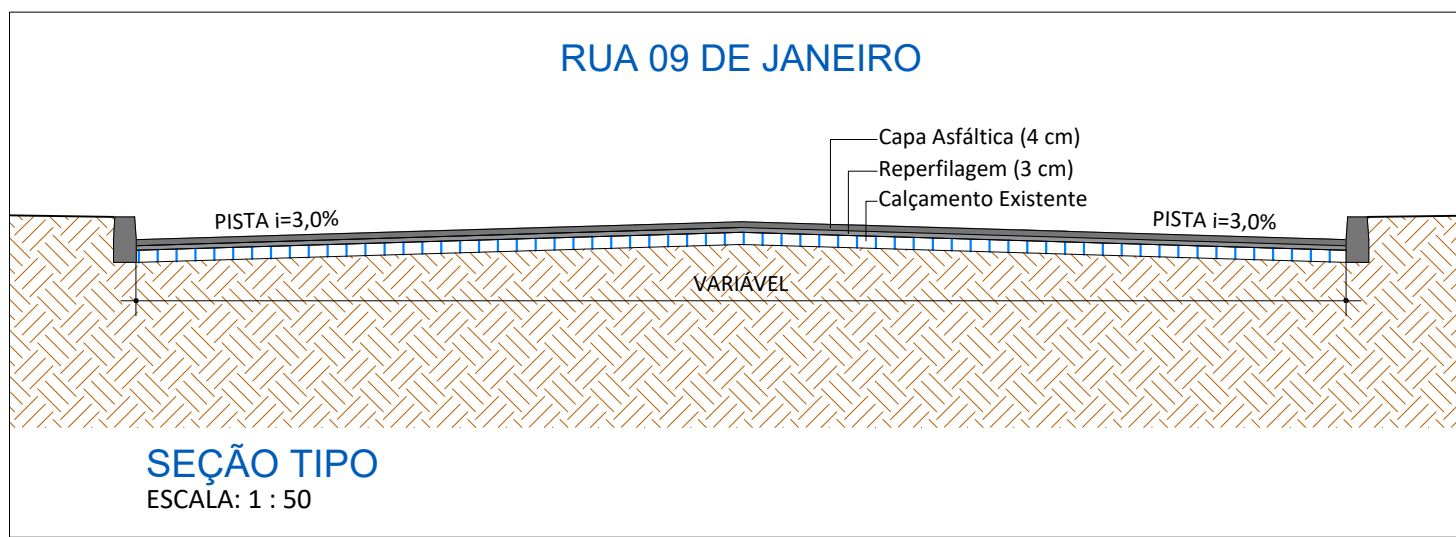 RUA 09 DE JANEIRO
Capa Asfáltica (4 cm)
Reperfilagem (3 cm)
Calçamento Existente
PISTA i=3,0%
PISTA i=3,0%
VARIÁVEL
SEÇÃO TIPO
ESCALA: 1 : 50